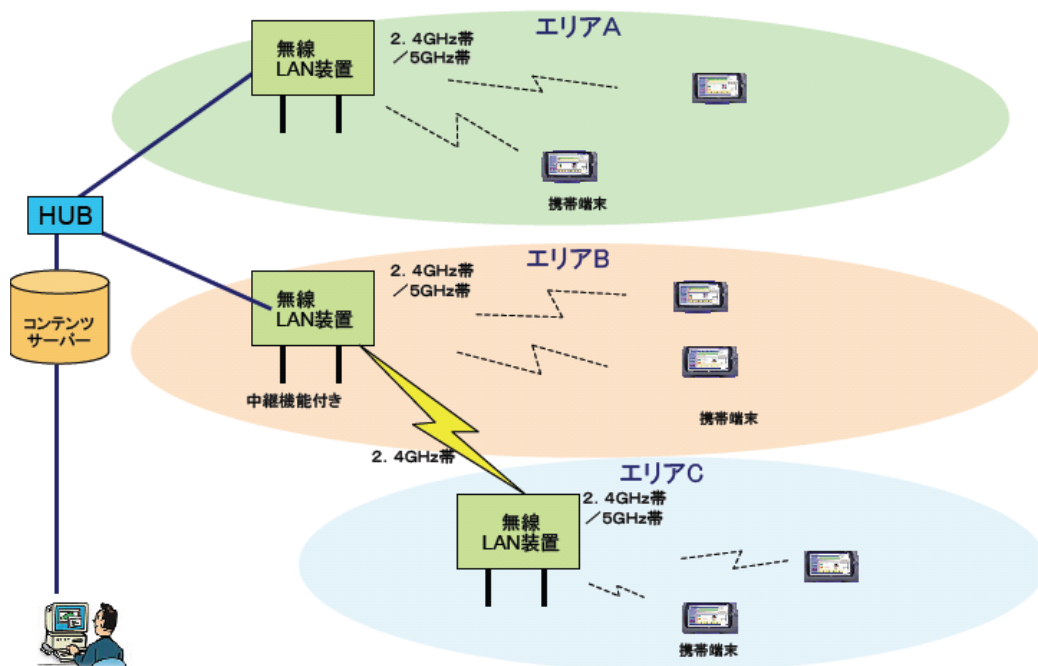 エリアA
無線
LAN装置
２．４GHz帯
／5GHz帯
携帯端末
HUB
コンテンツ
サーバー
エリアB
無線
LAN装置
２．４GHz帯
／5GHz帯
中継機能付き
携帯端末
２．４GHz帯
エリアC
無線
LAN装置
２．４GHz帯
／5GHz帯
携帯端末